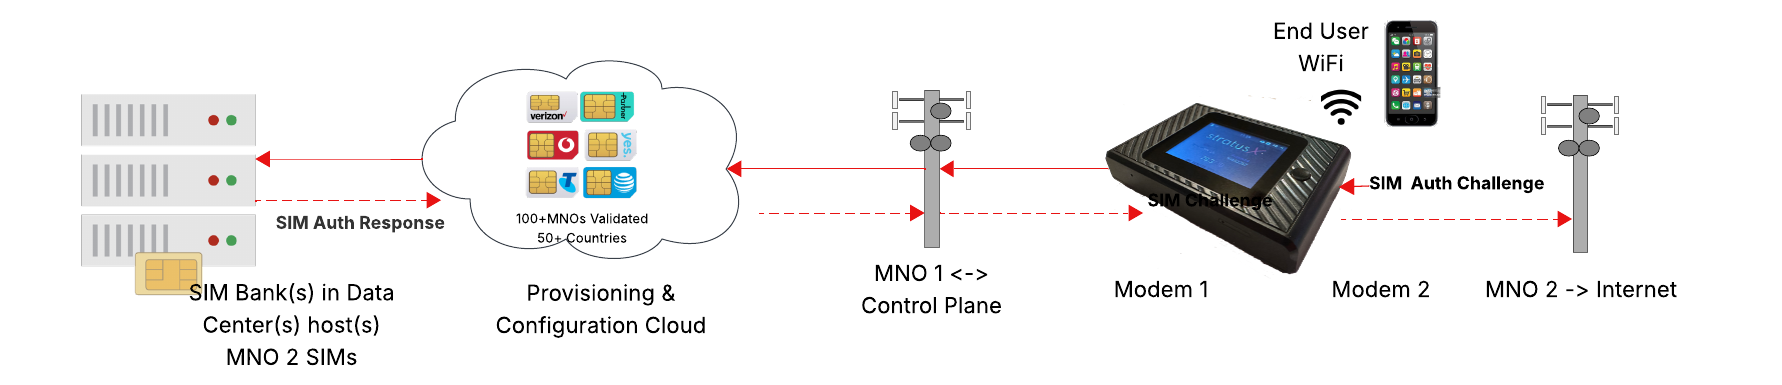 End User
WiFi
verizon✓
Partner
yes.
stratusX
SIM Auth Challenge
SIM Challenge
SIM Auth Response
100+MNOs Validated
50+ Countries
MNO 1 <->
Control Plane
Modem 1
Modem 2
MNO 2 -> Internet
SIM Bank(s) in Data
Center(s) host(s)
MNO 2 SIMs
Provisioning &
Configuration Cloud